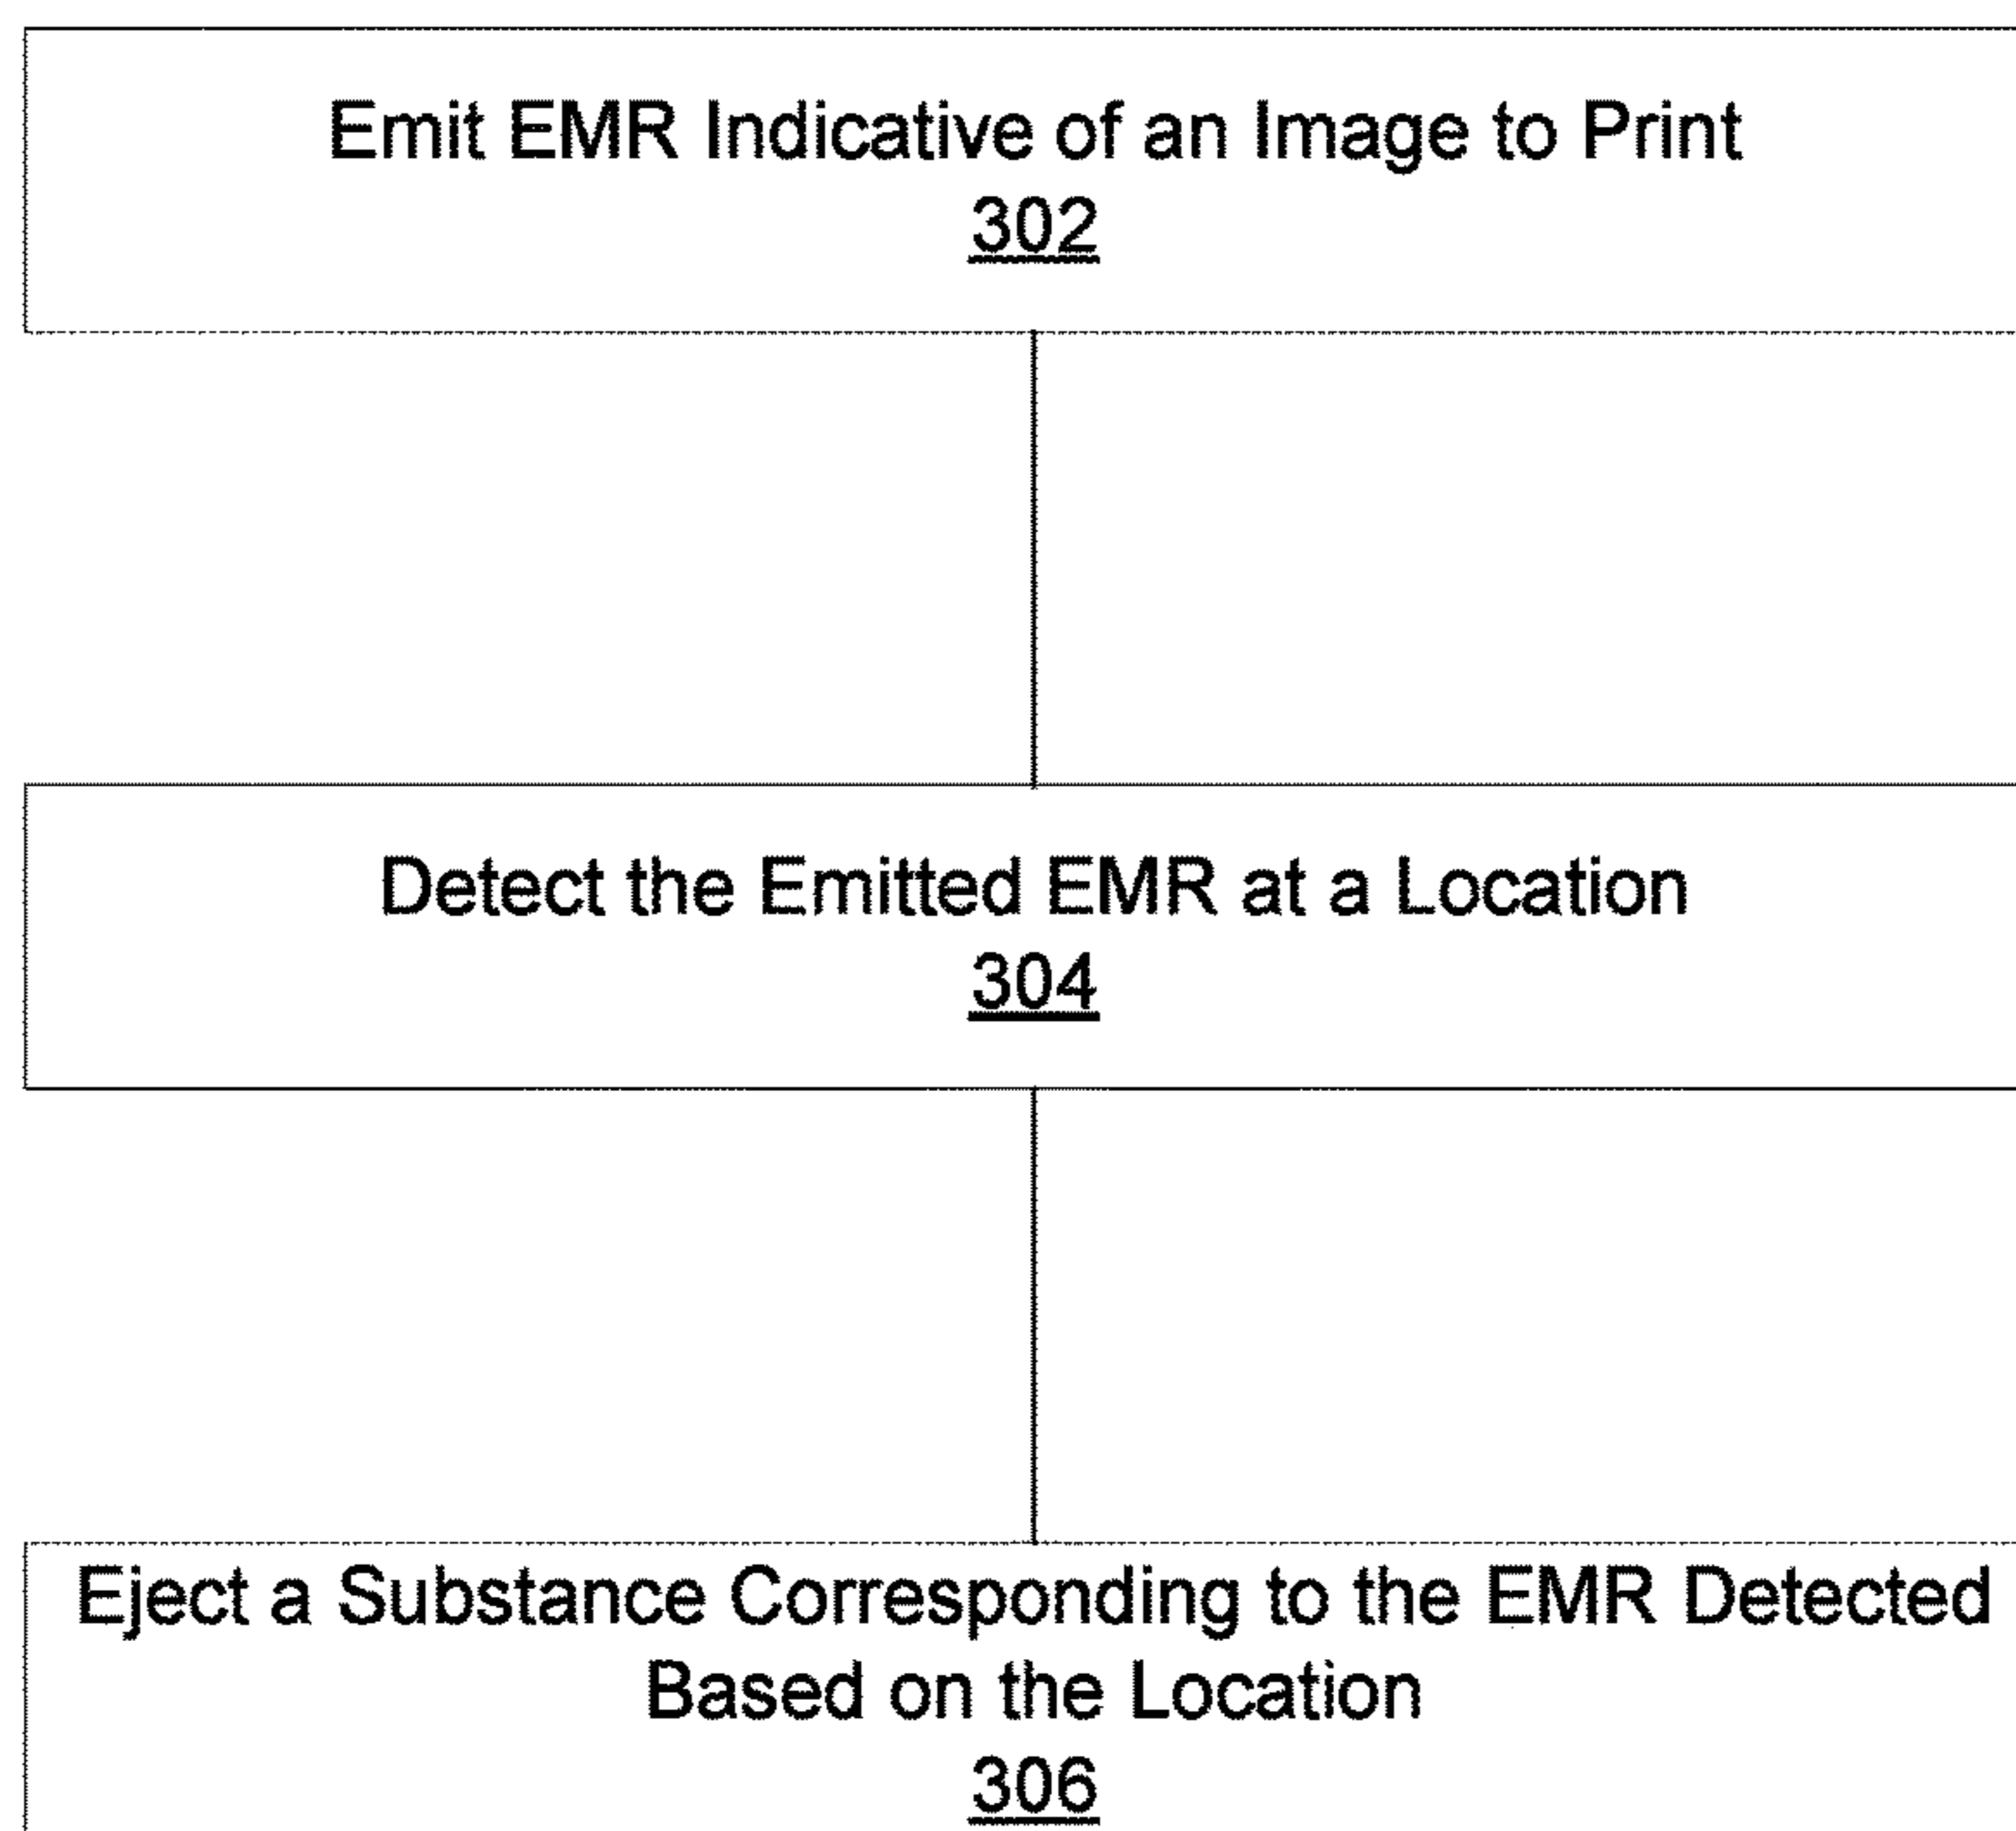 Emit EMR Indicative of an Image to Print
302
Detect the Emitted EMR at a Location
304
Eject a Substance Corresponding to the EMR Detected
Based on the Location
306